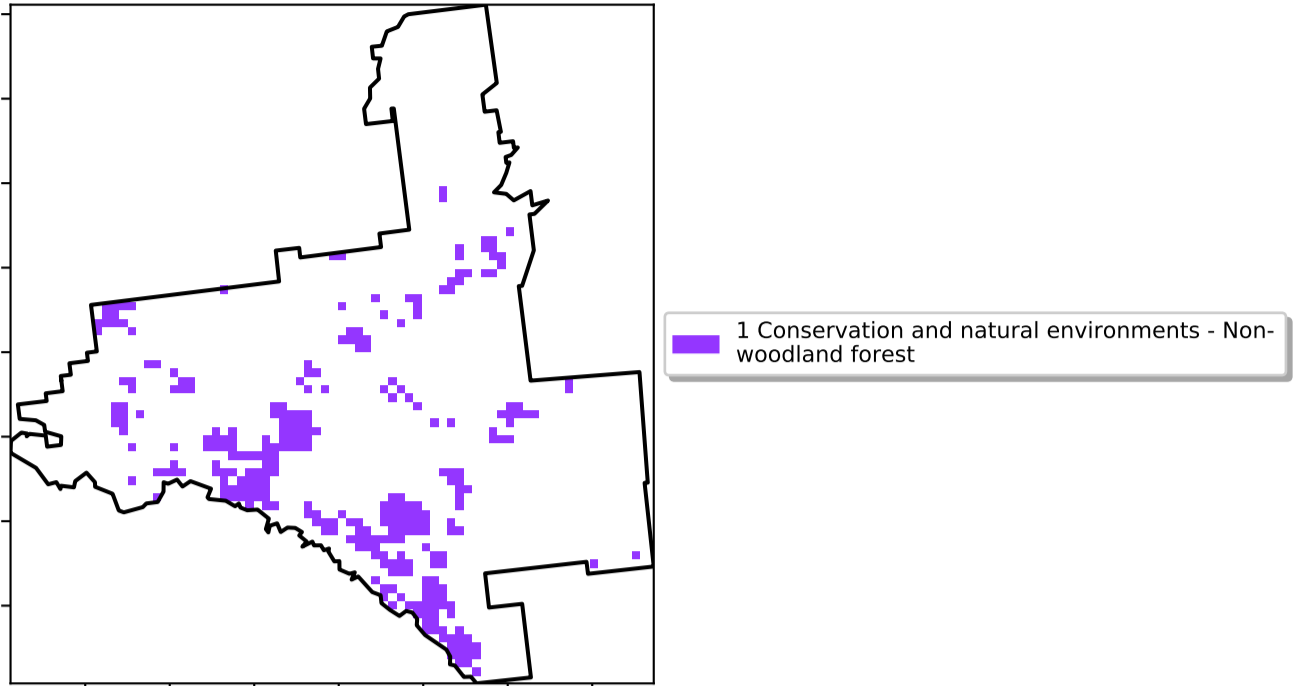 1 Conservation and natural environments - Non-
woodland forest